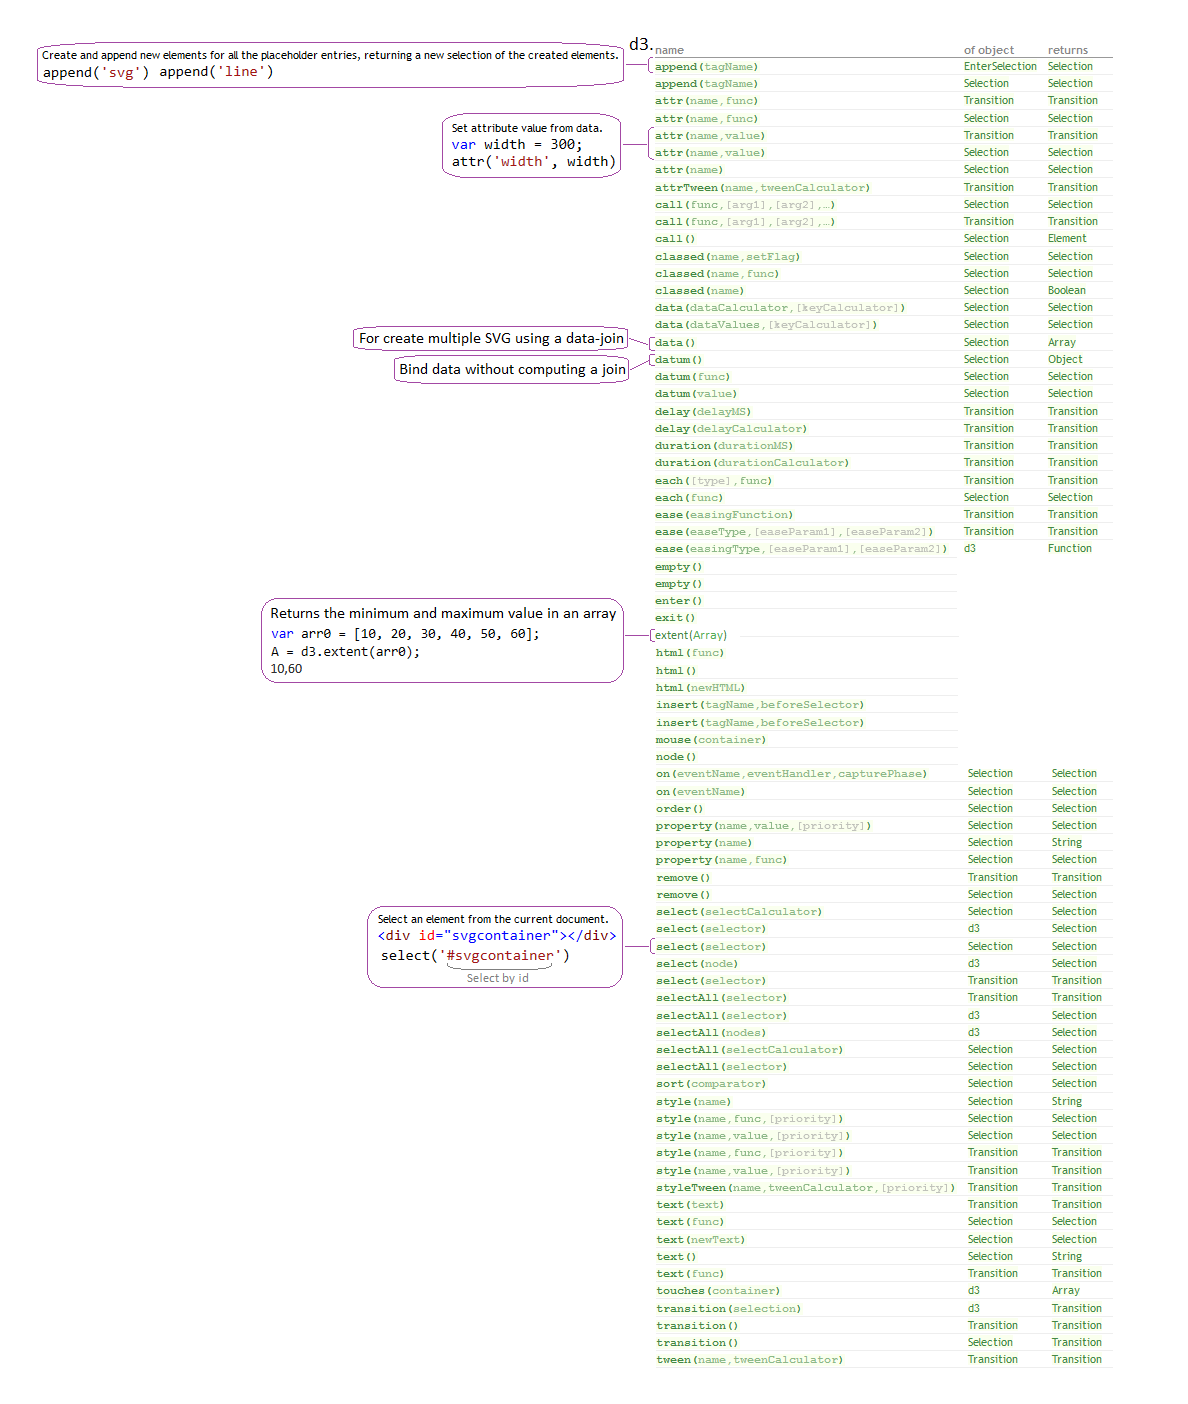 d3. name of object returns
Create and append new elements for all the placeholder entries, returning a new selection of the created elements.
append('svg') append('line')
append(tagName) EnterSelection Selection
append(tagName) Selection Selection
attr(name,func) Transition Transition
attr(name,func) Selection Selection
Set attribute value from data.
var width = 300;
attr('width', width)
attr(name,value) Transition Transition
attr(name,value) Selection Selection
attr(name) Selection Selection
attrTween(name,tweenCalculator) Transition Transition
call(func,[arg1],[arg2],…) Selection Selection
call(func,[arg1],[arg2],…) Transition Transition
call() Selection Element
classed(name,setFlag) Selection Selection
classed(name,func) Selection Selection
classed(name) Selection Boolean
data(dataCalculator,[keyCalculator]) Selection Selection
data(dataValues,[keyCalculator]) Selection Selection
For create multiple SVG using a data-join
data() Selection Array
Bind data without computing a join
datum() Selection Object
datum(func) Selection Selection
datum(value) Selection Selection
delay(delayMS) Transition Transition
delay(delayCalculator) Transition Transition
duration(durationMS) Transition Transition
duration(durationCalculator) Transition Transition
each([type],func) Transition Transition
each(func) Selection Selection
ease(easingFunction) Transition Transition
ease(easeType,[easeParam1],[easeParam2]) Transition Transition
ease(easingType,[easeParam1],[easeParam2]) d3 Function
empty()
empty()
enter()
exit()
Returns the minimum and maximum value in an array
var arr0 = [10, 20, 30, 40, 50, 60];
A = d3.extent(arr0);
10,60
extent(Array)
html(func)
html()
html(newHTML)
insert(tagName,beforeSelector)
insert(tagName,beforeSelector)
mouse(container)
node()
on(eventName,eventHandler,capturePhase) Selection Selection
on(eventName) Selection Selection
order() Selection Selection
property(name,value,[priority]) Selection Selection
property(name) Selection String
property(name,func) Selection Selection
remove() Transition Transition
remove() Selection Selection
select(selectCalculator) Selection Selection
select(selector) d3 Selection
Select an element from the current document.
<div id="svgcontainer"></div>
select('#svgcontainer')
Select by id
select(selector) Selection Selection
select(node) d3 Selection
select(selector) Transition Transition
selectAll(selector) Transition Transition
selectAll(selector) d3 Selection
selectAll(nodes) d3 Selection
selectAll(selectCalculator) Selection Selection
selectAll(selector) Selection Selection
sort(comparator) Selection Selection
style(name) Selection String
style(name,func,[priority]) Selection Selection
style(name,value,[priority]) Selection Selection
style(name,func,[priority]) Transition Transition
style(name,value,[priority]) Transition Transition
styleTween(name,tweenCalculator,[priority]) Transition Transition
text(text) Transition Transition
text(func) Selection Selection
text(newText) Selection Selection
text() Selection String
text(func) Transition Transition
touches(container) d3 Array
transition(selection) d3 Transition
transition() Transition Transition
transition() Selection Transition
tween(name,tweenCalculator) Transition Transition